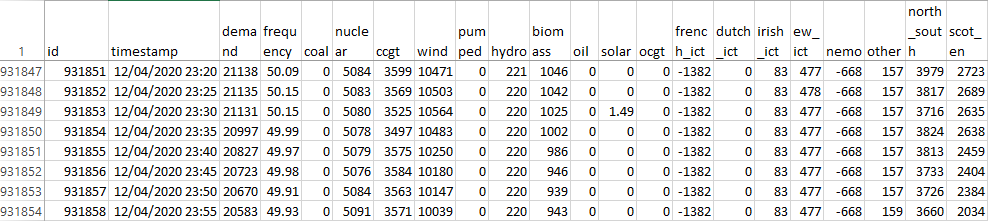 1 id timestamp demand frequency coal nuclear ccgt wind pumped hydro biomass oil solar ocgt french_ict dutch_ict irish_ict ew_ict nemo other north_south scot_en
931847 931851 12/04/2020 23:20 21138 50.09 0 5084 3599 10471 0 221 1046 0 0 0 -1382 0 83 477 -668 157 3979 2723
931848 931852 12/04/2020 23:25 21135 50.15 0 5083 3569 10503 0 220 1042 0 0 0 -1382 0 83 478 -668 157 3817 2689
931849 931853 12/04/2020 23:30 21131 50.15 0 5080 3525 10564 0 220 1025 0 1.49 0 -1382 0 83 477 -668 157 3716 2635
931850 931854 12/04/2020 23:35 20997 49.99 0 5078 3497 10483 0 220 1002 0 0 0 -1382 0 83 477 -668 157 3824 2638
931851 931855 12/04/2020 23:40 20827 49.97 0 5079 3575 10250 0 220 986 0 0 0 -1382 0 83 477 -668 157 3813 2459
931852 931856 12/04/2020 23:45 20723 49.98 0 5076 3584 10180 0 220 946 0 0 0 -1382 0 83 477 -668 157 3733 2404
931853 931857 12/04/2020 23:50 20670 49.91 0 5084 3563 10147 0 220 939 0 0 0 -1382 0 83 477 -668 157 3726 2384
931854 931858 12/04/2020 23:55 20583 49.93 0 5091 3571 10039 0 220 943 0 0 0 -1382 0 83 477 -668 159 3660 2034